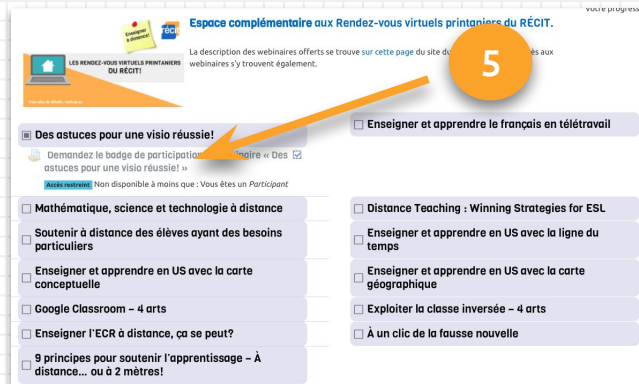 Votre progress
Enseigner à distance!
récit
Espace complémentaire aux Rendez-vous virtuels printaniers du RÉCIT.
LES RENDEZ-VOUS VIRTUELS PRINTANIERS
DU RÉCIT!
La description des webinaires offerts se trouve sur cette page du site du
ès aux
webinaires s'y trouvent également.
5
Des astuces pour une visio réussie!
Enseigner et apprendre le français en télétravail
Demandez le badge de participation
inaire « Des
astuces pour une visio réussie! »
Accès restreint Non disponible à moins que : Vous êtes un Participant
Mathématique, science et technologie à distance
Distance Teaching : Winning Strategies for ESL
Soutenir à distance des élèves ayant des besoins
particuliers
Enseigner et apprendre en US avec la ligne du
temps
Enseigner et apprendre en US avec la carte
conceptuelle
Enseigner et apprendre en US avec la carte
géographique
Google Classroom – 4 arts
Exploiter la classe inversée – 4 arts
Enseigner l'ECR à distance, ça se peut?
À un clic de la fausse nouvelle
9 principes pour soutenir l'apprentissage – À
distance... ou à 2 mètres!